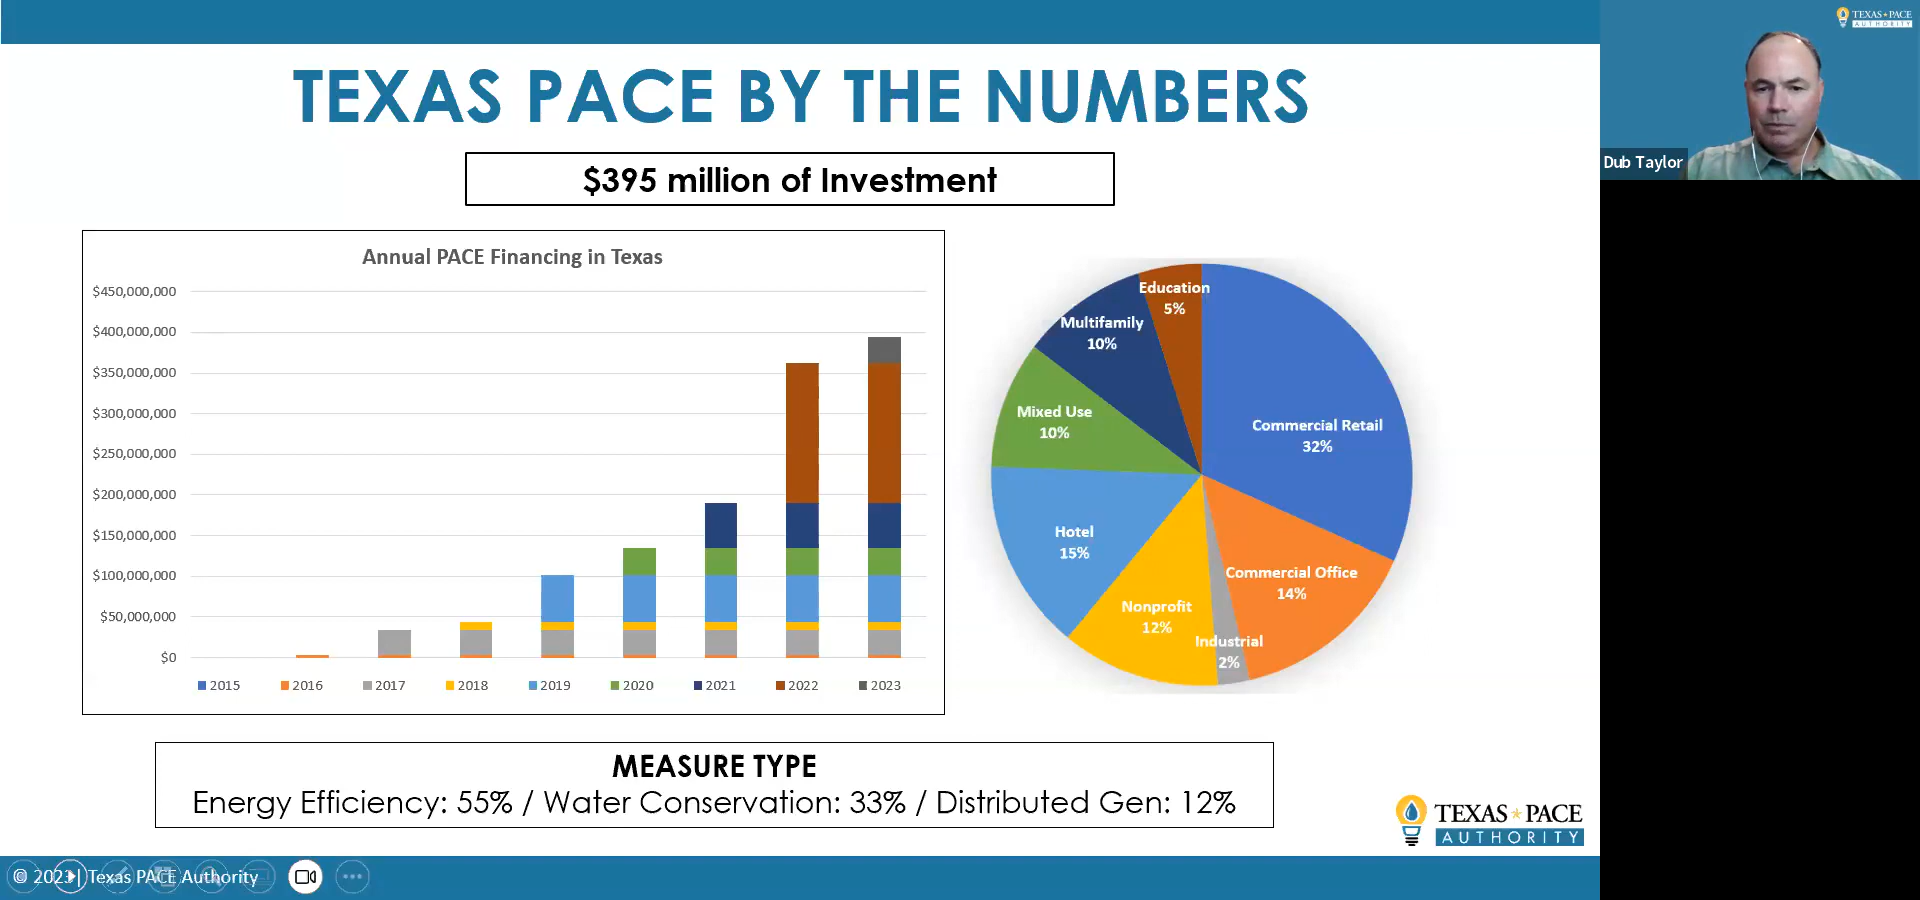 TEXAS PACE BY THE NUMBERS
$395 million of Investment
Annual PACE Financing in Texas
$450,000,000
$400,000,000
$350,000,000
$300,000,000
$250,000,000
$200,000,000
$150,000,000
$100,000,000
$50,000,000
$0
2015 2016 2017 2018 2019 2020 2021 2022 2023
Education
5%
Multifamily
10%
Mixed Use
10%
Commercial Retail
32%
Hotel
15%
Commercial Office
14%
Nonprofit
12%
Industrial
2%
MEASURE TYPE
Energy Efficiency: 55% / Water Conservation: 33% / Distributed Gen: 12%
TEXAS PACE
AUTHORITY
© 2023 | Texas PACE Authority
TEXAS PACE
AUTHORITY
Dub Taylor